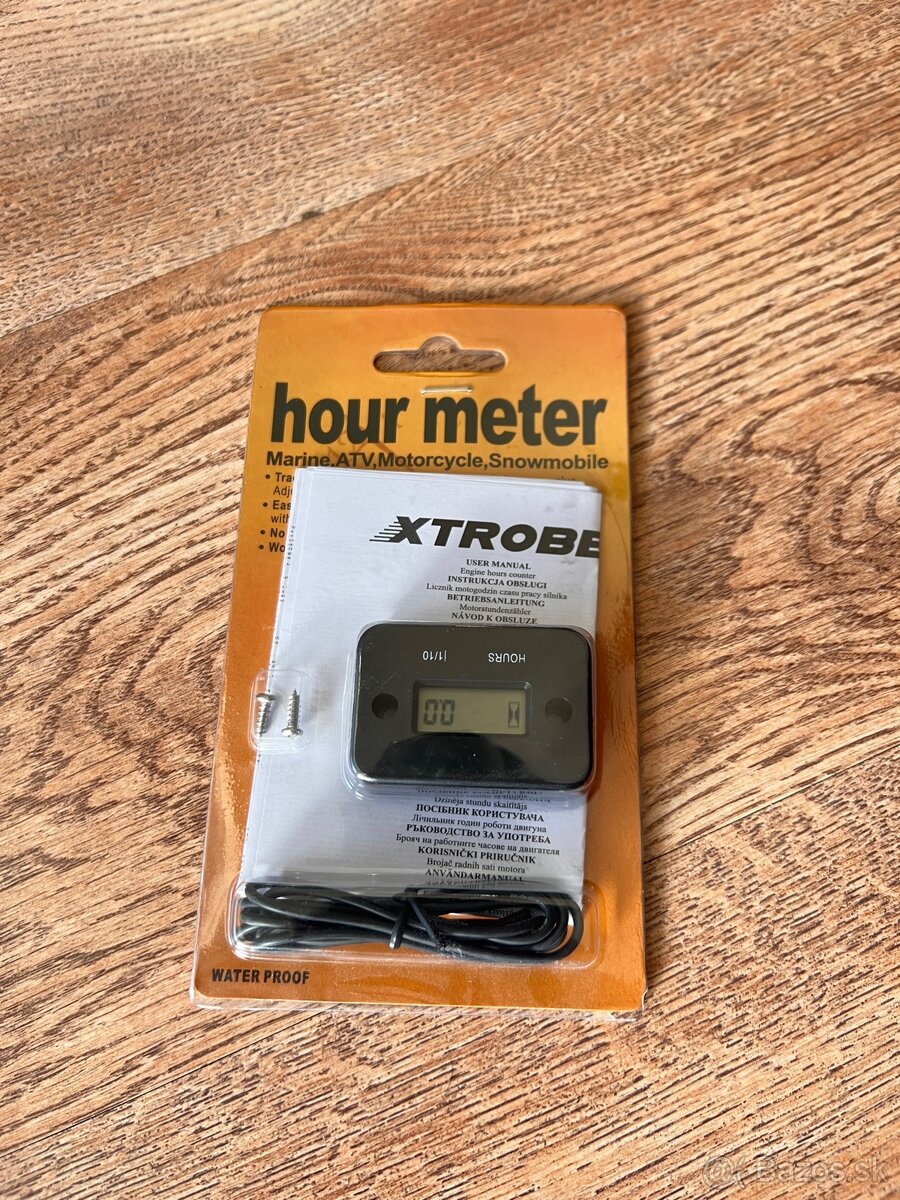 hour meter
Marine,ATV,Motorcycle,Snowmobile
XTROBB
USER MANUAL
Engine hours counter
INSTRUKCJA OBSŁUGI
Licznik motogodzin czasu pracy silnika
BETRIEBSANLEITUNG
Motorstundenzähler
NÁVOD K OBSLUZE
HOURS
1/10
00
Dzinēja stundu skaitītājs
ПОСІБНИК КОРИСТУВАЧА
Лічильник годин роботи двигуна
РЪКОВОДСТВО ЗА УПОТРЕБА
Брояч на работните часове на двигателя
KORISNIČKI PRIRUČNIK
Brojač radnih sati motora
ANVÄNDARMANUAL
WATER PROOF
Bazos.sk